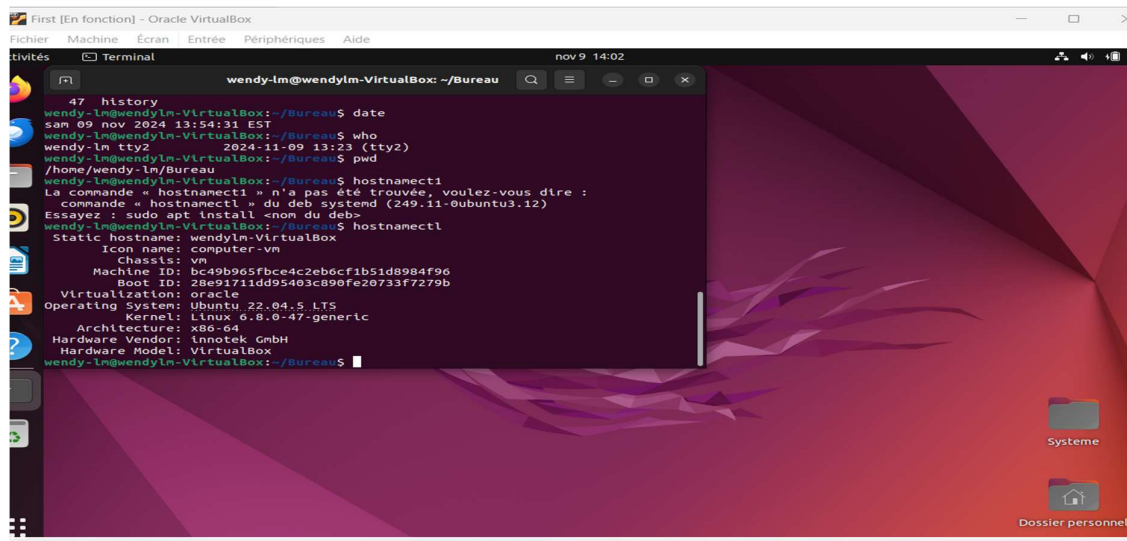 First [En fonction] - Oracle VirtualBox
Fichier Machine Écran Entrée Périphériques Aide
ctivités Terminal nov 9 14:02
wendy-lm@wendylm-VirtualBox: ~/Bureau
47 history
wendy-lm@wendylm-VirtualBox:~/Bureau$ date
sam 09 nov 2024 13:54:31 EST
wendy-lm@wendylm-VirtualBox:~/Bureau$ who
wendy-lm tty2 2024-11-09 13:23 (tty2)
wendy-lm@wendylm-VirtualBox:~/Bureau$ pwd
/home/wendy-lm/Bureau
wendy-lm@wendylm-VirtualBox:~/Bureau$ hostnamect1
La commande « hostnamect1 » n'a pas été trouvée, voulez-vous dire :
commande « hostnamectl » du deb systemd (249.11-0ubuntu3.12)
Essayez : sudo apt install <nom du deb>
wendy-lm@wendylm-VirtualBox:~/Bureau$ hostnamectl
Static hostname: wendylm-VirtualBox
Icon name: computer-vm
Chassis: vm
Machine ID: bc49b965fbce4c2eb6cf1b51d8984f96
Boot ID: 28e91711dd95403c890fe20733f7279b
Virtualization: oracle
Operating System: Ubuntu 22.04.5 LTS
Kernel: Linux 6.8.0-47-generic
Architecture: x86-64
Hardware Vendor: innotek GmbH
Hardware Model: VirtualBox
wendy-lm@wendylm-VirtualBox:~/Bureau$
Systeme
Dossier personnel